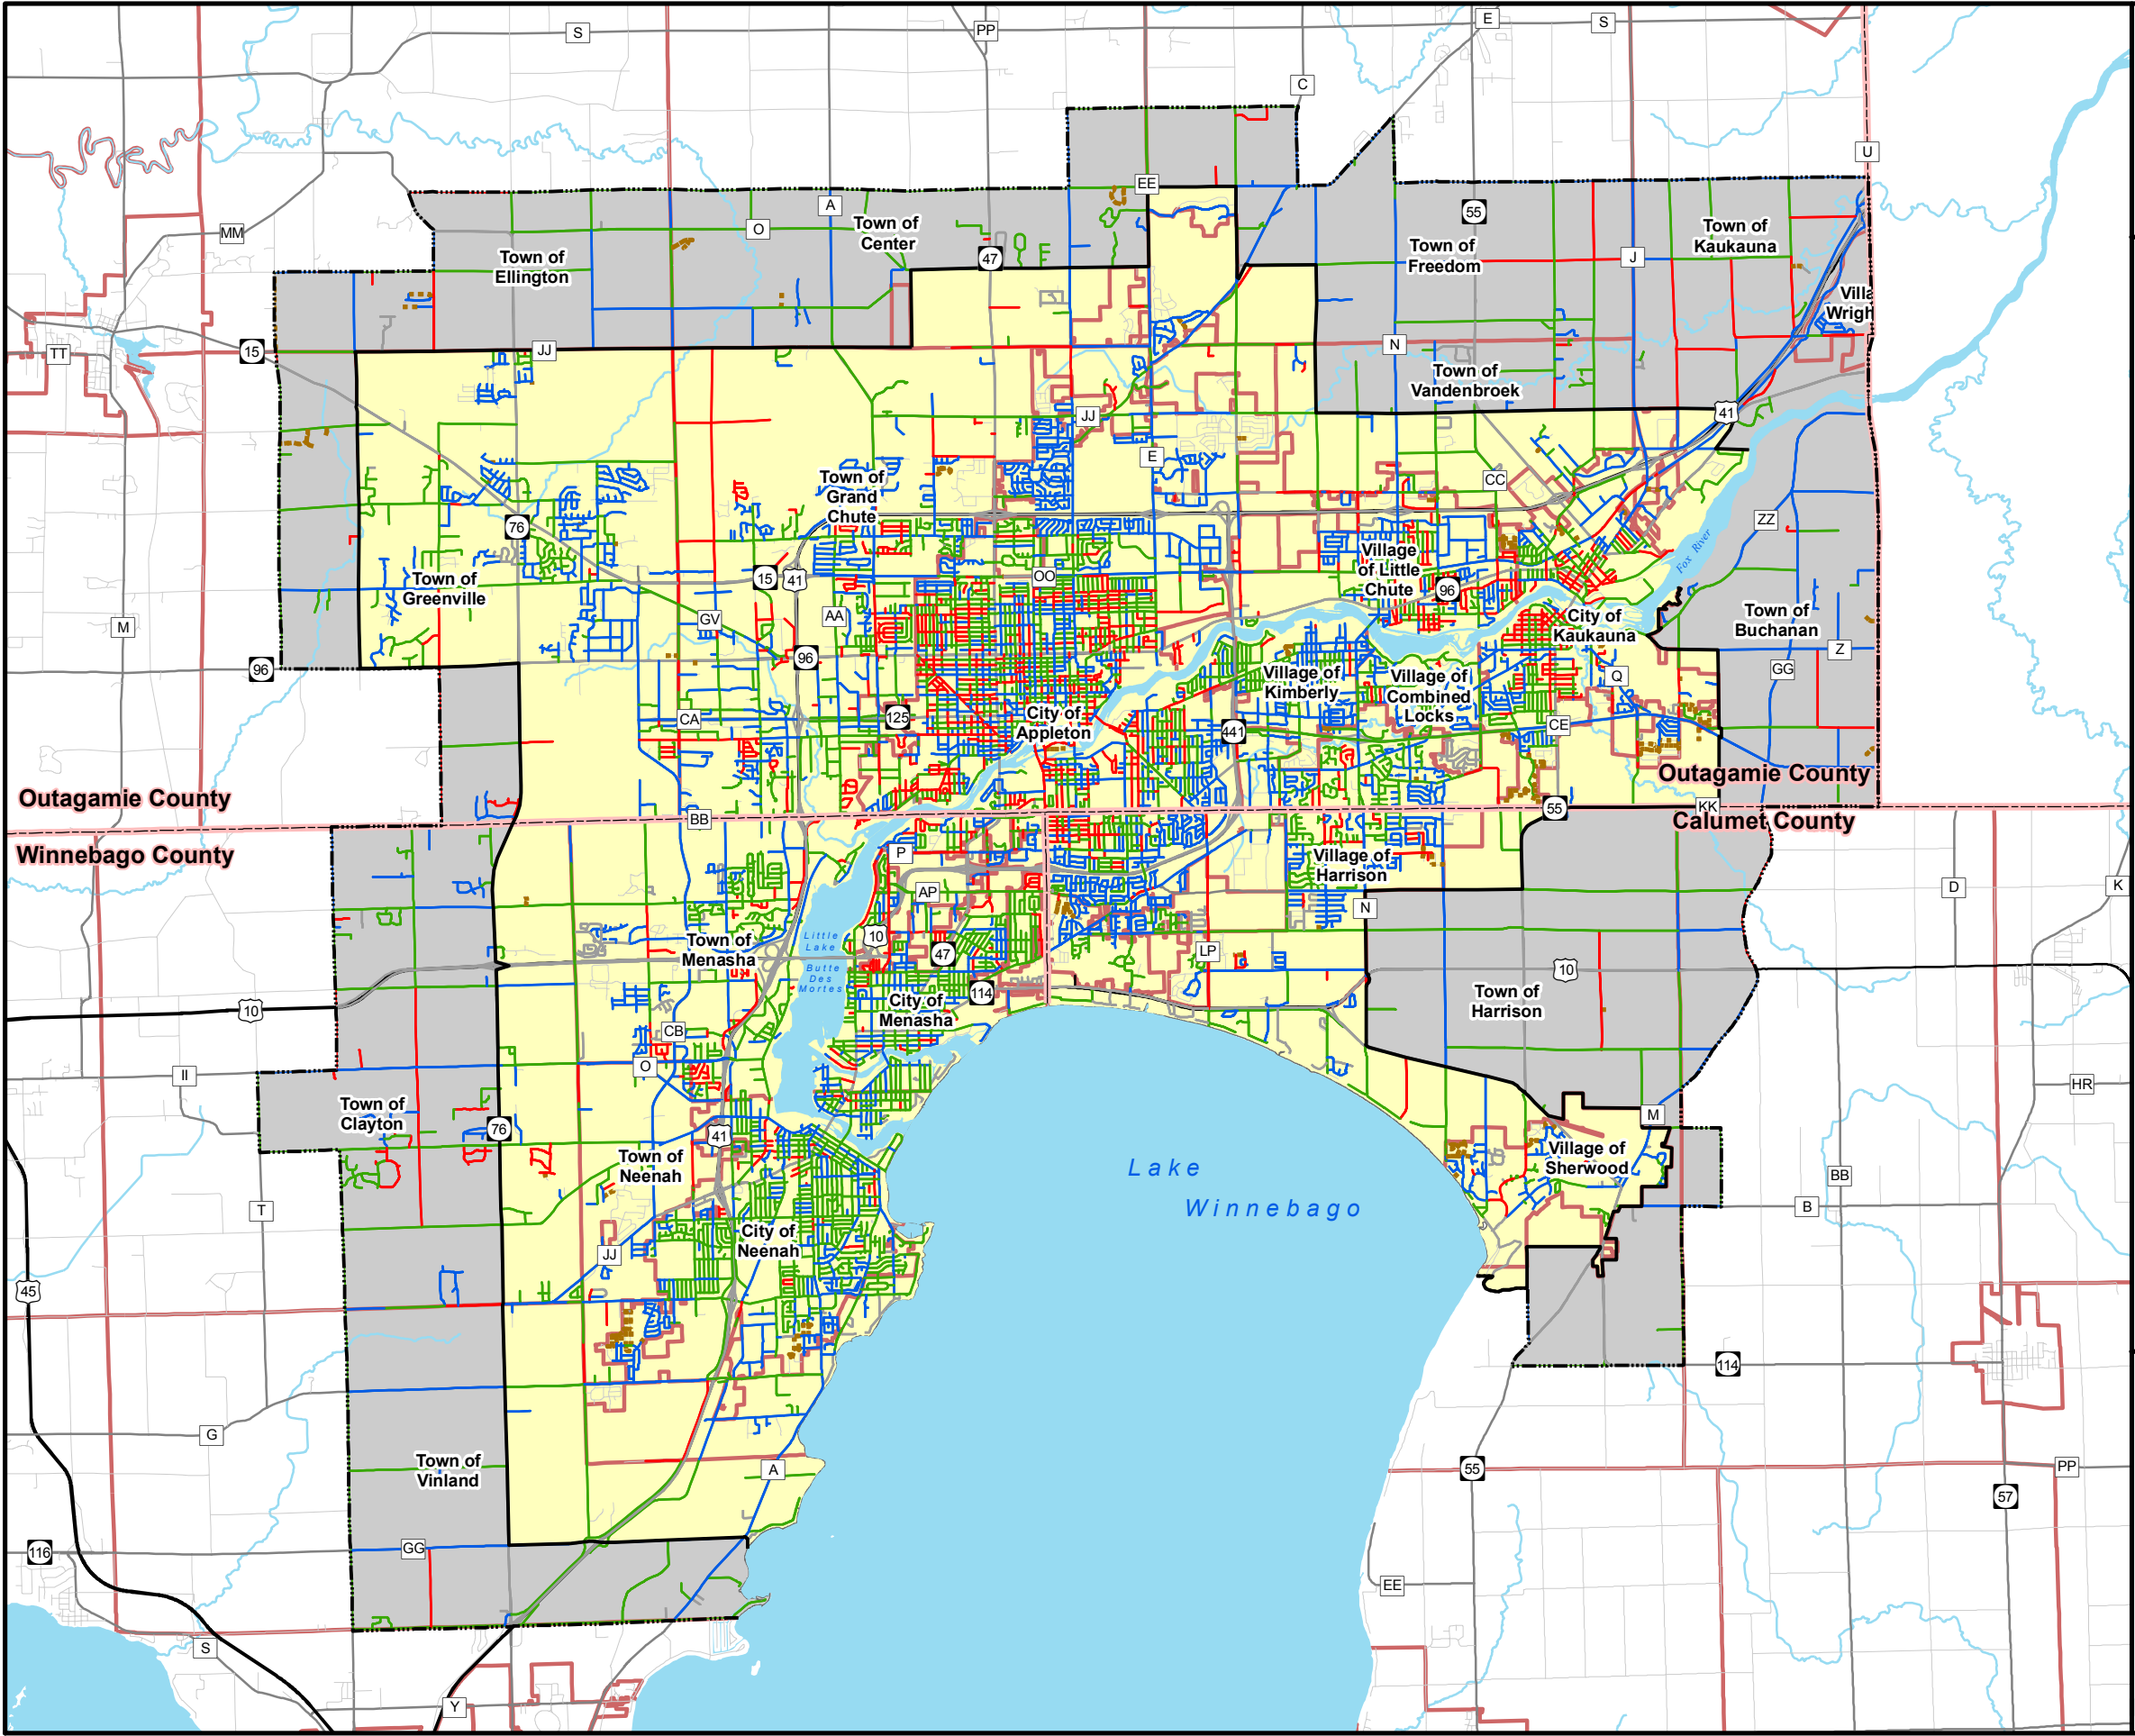 S
PP
E
S
C
U
EE
A
O
MM
55
Town of
Center
Town of
Ellington
47
Town of
Freedom
J
Town of
Kaukauna
Villa
Wrigh
15
TT
JJ
N
Town of
Vandenbroek
41
JJ
E
CC
Town of
Grand
Chute
76
ZZ
Fox River
Village
of Little
Chute
15
41
OO
96
Town of
Greenville
AA
GV
M
City of
Kaukauna
Town of
Buchanan
Z
96
96
GG
Q
Village of
Kimberly
Village of
Combined
Locks
CA
125
City of
Appleton
441
CE
Outagamie County
Outagamie County
BB
55
KK
Winnebago County
Calumet County
P
Village of
Harrison
AP
N
D
K
10
Town of
Menasha
Little
Lake
Butte
Des
Mortes
47
LP
10
114
City of
Menasha
Town of
Harrison
10
CB
O
II
HR
Town of
Clayton
76
41
M
Town of
Neenah
Village of
Sherwood
Lake
Winnebago
BB
B
T
City of
Neenah
JJ
45
114
G
Town of
Vinland
A
55
PP
57
116
GG
EE
S
Y